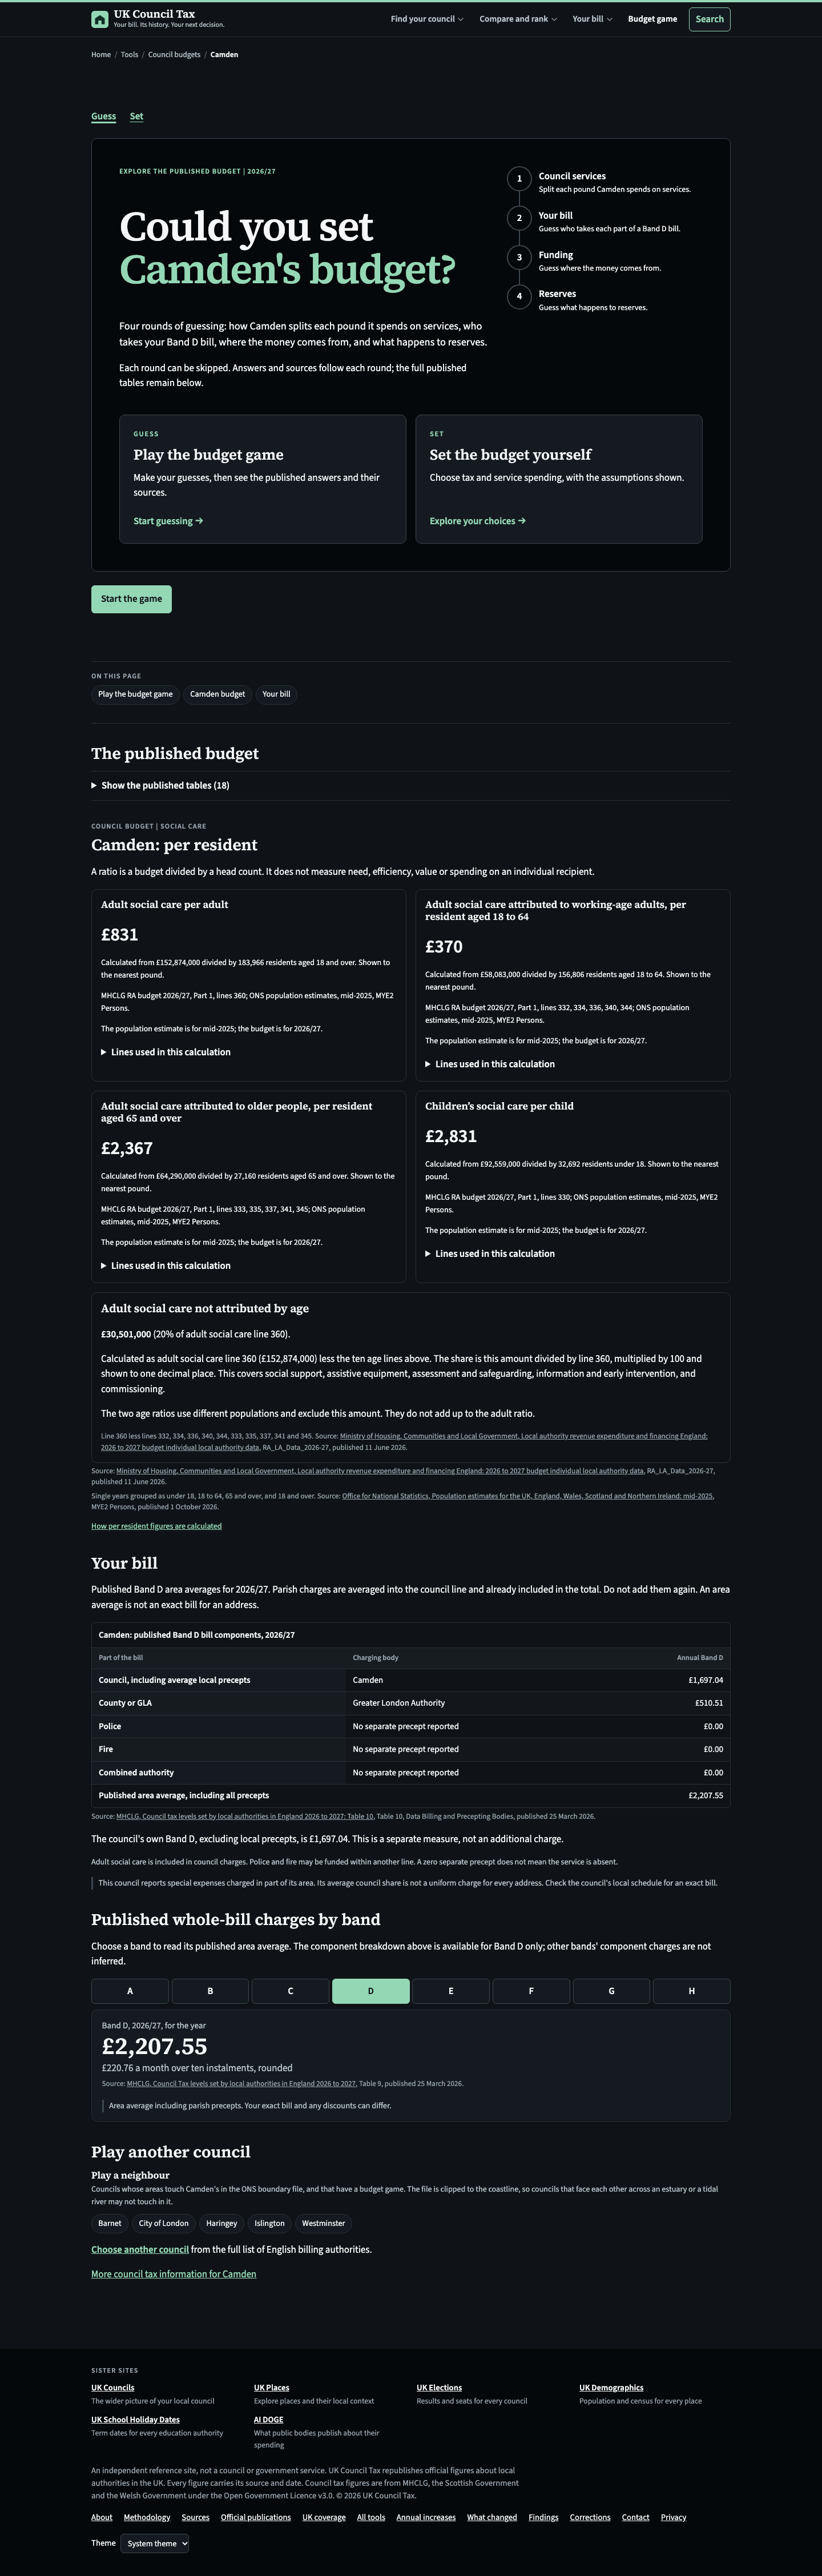 UK Council Tax
Your bill. Its history. Your next decision.
Find your council
Compare and rank
Your bill
Budget game
Search
Home / Tools / Council budgets / Camden
Guess
Set
EXPLORE THE PUBLISHED BUDGET | 2026/27
Could you set
Camden's budget?
Four rounds of guessing: how Camden splits each pound it spends on services, who
takes your Band D bill, where the money comes from, and what happens to reserves.
Each round can be skipped. Answers and sources follow each round; the full published
tables remain below.
1
Council services
Split each pound Camden spends on services.
2
Your bill
Guess who takes each part of a Band D bill.
3
Funding
Guess where the money comes from.
4
Reserves
Guess what happens to reserves.
GUESS
Play the budget game
Make your guesses, then see the published answers and their
sources.
Start guessing →
SET
Set the budget yourself
Choose tax and service spending, with the assumptions shown.
Explore your choices →
Start the game
ON THIS PAGE
Play the budget game
Camden budget
Your bill
The published budget
Show the published tables (18)
COUNCIL BUDGET | SOCIAL CARE
Camden: per resident
A ratio is a budget divided by a head count. It does not measure need, efficiency, value or spending on an individual recipient.
Adult social care per adult
£831
Calculated from £152,874,000 divided by 183,966 residents aged 18 and over. Shown to
the nearest pound.
MHCLG RA budget 2026/27, Part 1, lines 360; ONS population estimates, mid-2025, MYE2
Persons.
The population estimate is for mid-2025; the budget is for 2026/27.
Lines used in this calculation
Adult social care attributed to working-age adults, per
resident aged 18 to 64
£370
Calculated from £58,083,000 divided by 156,806 residents aged 18 to 64. Shown to the
nearest pound.
MHCLG RA budget 2026/27, Part 1, lines 332, 334, 336, 340, 344; ONS population
estimates, mid-2025, MYE2 Persons.
The population estimate is for mid-2025; the budget is for 2026/27.
Lines used in this calculation
Adult social care attributed to older people, per resident
aged 65 and over
£2,367
Calculated from £64,290,000 divided by 27,160 residents aged 65 and over. Shown to the
nearest pound.
MHCLG RA budget 2026/27, Part 1, lines 333, 335, 337, 341, 345; ONS population
estimates, mid-2025, MYE2 Persons.
The population estimate is for mid-2025; the budget is for 2026/27.
Lines used in this calculation
Children's social care per child
£2,831
Calculated from £92,559,000 divided by 32,692 residents under 18. Shown to the nearest
pound.
MHCLG RA budget 2026/27, Part 1, lines 330; ONS population estimates, mid-2025, MYE2
Persons.
The population estimate is for mid-2025; the budget is for 2026/27.
Lines used in this calculation
Adult social care not attributed by age
£30,501,000 (20% of adult social care line 360).
Calculated as adult social care line 360 (£152,874,000) less the ten age lines above. The share is this amount divided by line 360, multiplied by 100 and
shown to one decimal place. This covers social support, assistive equipment, assessment and safeguarding, information and early intervention, and
commissioning.
The two age ratios use different populations and exclude this amount. They do not add up to the adult ratio.
Line 360 less lines 332, 334, 336, 340, 344, 333, 335, 337, 341 and 345. Source: Ministry of Housing, Communities and Local Government, Local authority revenue expenditure and financing England:
2026 to 2027 budget individual local authority data, RA_LA_Data_2026-27, published 11 June 2026.
Source: Ministry of Housing, Communities and Local Government, Local authority revenue expenditure and financing England: 2026 to 2027 budget individual local authority data, RA_LA_Data_2026-27,
published 11 June 2026.
Single years grouped as under 18, 18 to 64, 65 and over, and 18 and over. Source: Office for National Statistics, Population estimates for the UK, England, Wales, Scotland and Northern Ireland: mid-2025,
MYE2 Persons, published 1 October 2026.
How per resident figures are calculated
Your bill
Published Band D area averages for 2026/27. Parish charges are averaged into the council line and already included in the total. Do not add them again. An area
average is not an exact bill for an address.
Camden: published Band D bill components, 2026/27
Part of the bill Charging body Annual Band D
Council, including average local precepts Camden £1,697.04
County or GLA Greater London Authority £510.51
Police No separate precept reported £0.00
Fire No separate precept reported £0.00
Combined authority No separate precept reported £0.00
Published area average, including all precepts £2,207.55
Source: MHCLG, Council tax levels set by local authorities in England 2026 to 2027: Table 10, Table 10, Data Billing and Precepting Bodies, published 25 March 2026.
The council's own Band D, excluding local precepts, is £1,697.04. This is a separate measure, not an additional charge.
Adult social care is included in council charges. Police and fire may be funded within another line. A zero separate precept does not mean the service is absent.
This council reports special expenses charged in part of its area. Its average council share is not a uniform charge for every address. Check the council's local schedule for an exact bill.
Published whole-bill charges by band
Choose a band to read its published area average. The component breakdown above is available for Band D only; other bands' component charges are not
inferred.
A B C D E F G H
Band D, 2026/27, for the year
£2,207.55
£220.76 a month over ten instalments, rounded
Source: MHCLG, Council Tax levels set by local authorities in England 2026 to 2027, Table 9, published 25 March 2026.
Area average including parish precepts. Your exact bill and any discounts can differ.
Play another council
Play a neighbour
Councils whose areas touch Camden's in the ONS boundary file, and that have a budget game. The file is clipped to the coastline, so councils that face each other across an estuary or a tidal
river may not touch in it.
Barnet
City of London
Haringey
Islington
Westminster
Choose another council from the full list of English billing authorities.
More council tax information for Camden
SISTER SITES
UK Councils
The wider picture of your local council
UK Places
Explore places and their local context
UK Elections
Results and seats for every council
UK Demographics
Population and census for every place
UK School Holiday Dates
Term dates for every education authority
AI DOGE
What public bodies publish about their
spending
An independent reference site, not a council or government service. UK Council Tax republishes official figures about local
authorities in the UK. Every figure carries its source and date. Council tax figures are from MHCLG, the Scottish Government
and the Welsh Government under the Open Government Licence v3.0. © 2026 UK Council Tax.
About Methodology Sources Official publications UK coverage All tools Annual increases What changed Findings Corrections Contact Privacy
Theme System theme